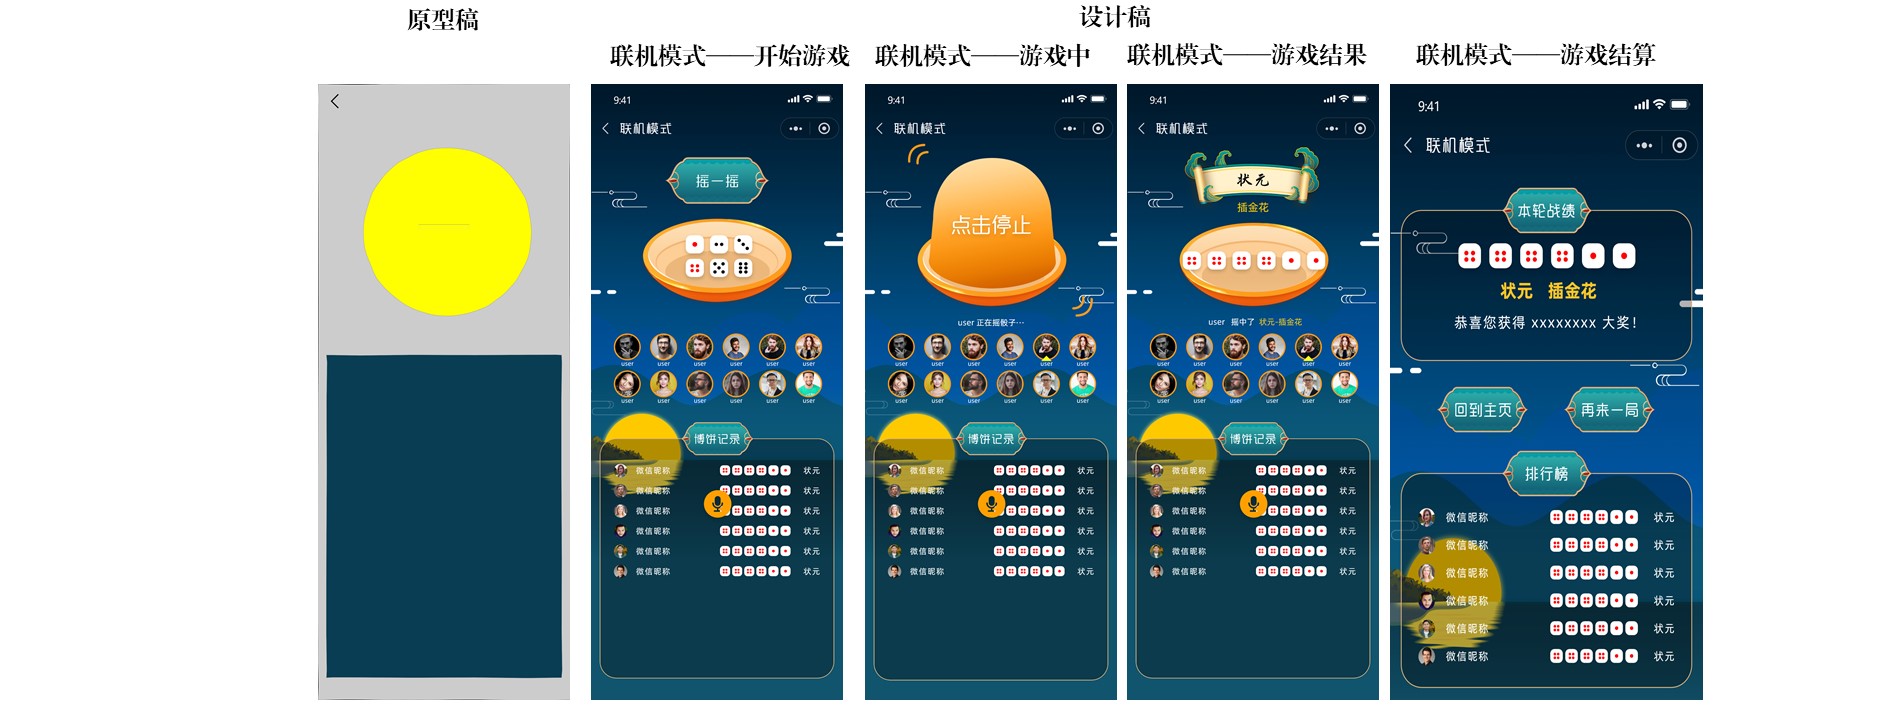 原型稿
设计稿
联机模式——开始游戏
联机模式——游戏中
联机模式——游戏结果
联机模式——游戏结算
9:41
联机模式
摇一摇
user user user user user user
user user user user user user
博饼记录
微信昵称 状元
微信昵称 状元
微信昵称 状元
微信昵称 状元
微信昵称 状元
微信昵称 状元
9:41
联机模式
点击停止
user 正在摇骰子···
user user user user user user
user user user user user user
博饼记录
微信昵称 状元
微信昵称 状元
微信昵称 状元
微信昵称 状元
微信昵称 状元
微信昵称 状元
9:41
联机模式
状元
插金花
user 摇中了 状元-插金花
user user user user user user
user user user user user user
博饼记录
微信昵称 状元
微信昵称 状元
微信昵称 状元
微信昵称 状元
微信昵称 状元
微信昵称 状元
9:41
联机模式
本轮战绩
状元 插金花
恭喜您获得 xxxxxxxx 大奖！
回到主页 再来一局
排行榜
微信昵称 状元
微信昵称 状元
微信昵称 状元
微信昵称 状元
微信昵称 状元
微信昵称 状元